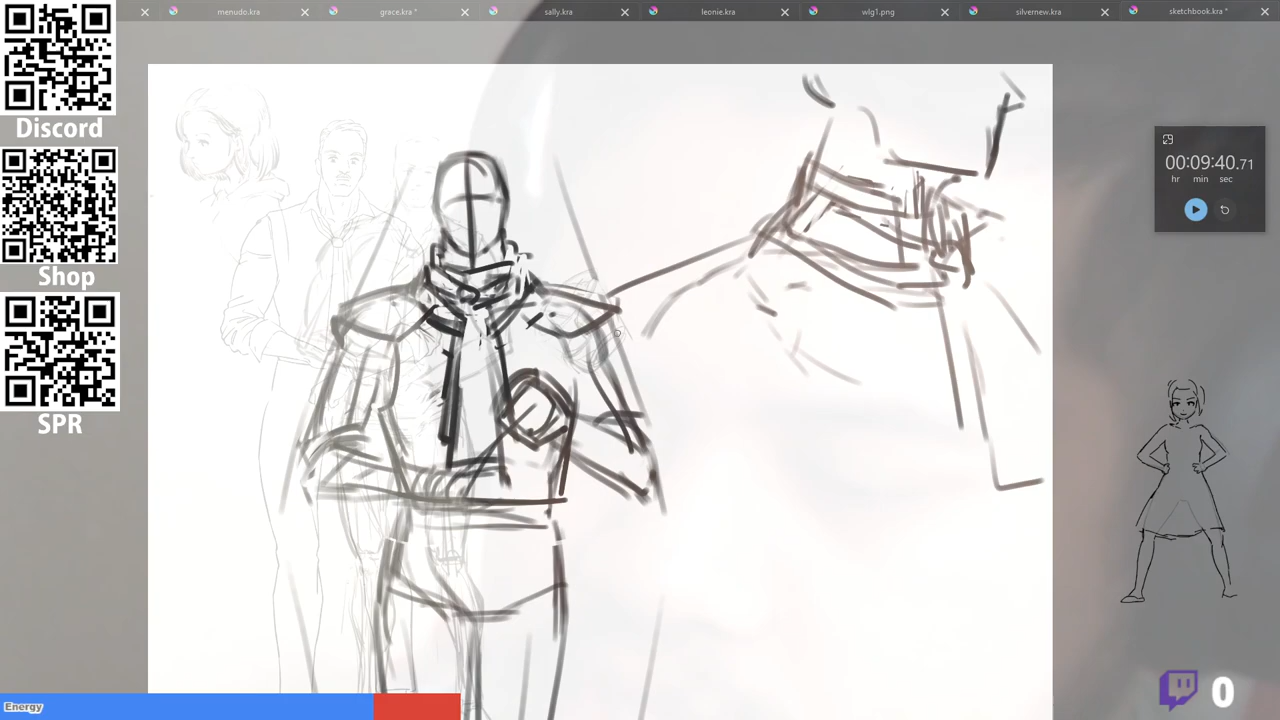 menudo.kra
grace.kra *
sally.kra
leonie.kra
wlg1.png
silvernew.kra
sketchbook.kra *
Discord
Shop
SPR
00:09:40.71
hr min sec
Energy
0